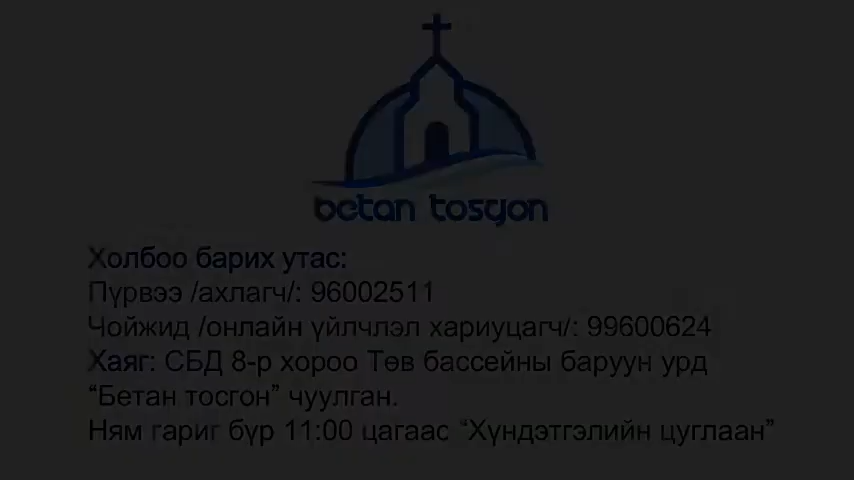 betan tosgon
Холбоо барих утас:
Пүрвээ /ахлагч/: 96002511
Чойжид /онлайн үйлчлэл хариуцагч/: 99600624
Хаяг: СБД 8-р хороо Төв бассейны баруун урд
“Бетан тосгон” чуулган.
Ням гариг бүр 11:00 цагаас “Хүндэтгэлийн цуглаан”